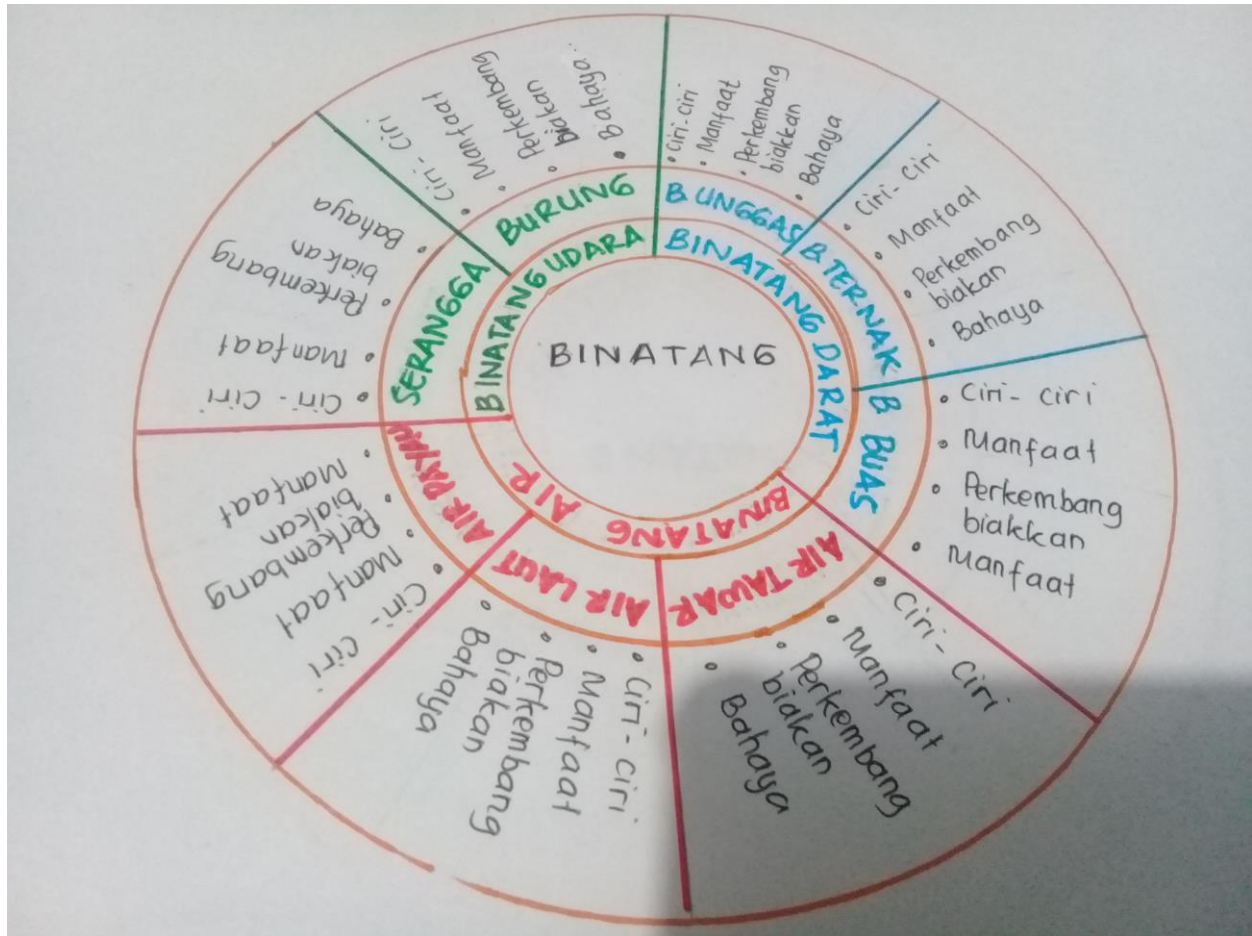 BINATANG
BINATANG DARAT
B UNGGAS
• Ciri-ciri
• Manfaat
• Perkembang
biakkan
• Bahaya
B TERNAK
• Ciri-Ciri
• Manfaat
• Perkembang
biakan
• Bahaya
B BUAS
• Ciri-ciri
• Manfaat
• Perkembang
biakkan
• Manfaat
BINATANG AIR
AIR TAWAR
• Ciri-Ciri
• Manfaat
• Perkembang
biakan
• Bahaya
AIR LAUT
• Ciri-ciri
• Manfaat
• Perkembang
biakan
• Bahaya
AIR PAYAU
• Ciri-Ciri
• Manfaat
• Perkembang
biakan
• Manfaat
BINATANG UDARA
SERANGGA
• Ciri-Ciri
• Manfaat
• Perkembang
biakan
• Bahaya
BURUNG
• Ciri-Ciri
• Manfaat
• Perkembang
biakan
• Bahaya..